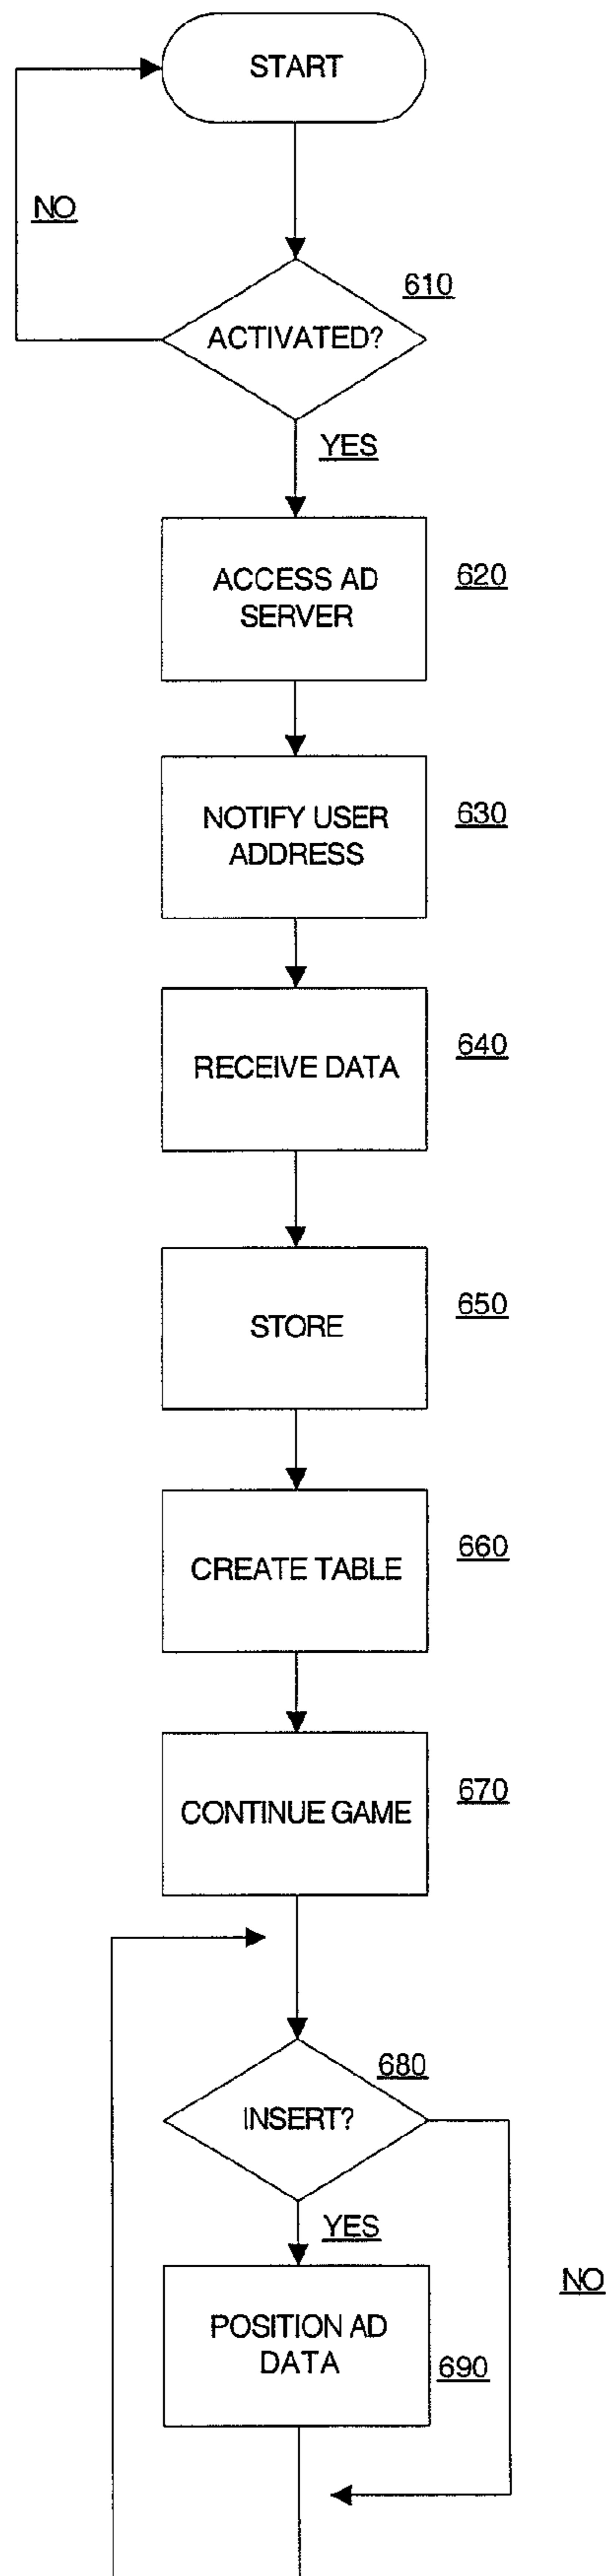 START
NO
610
ACTIVATED?
YES
ACCESS AD
SERVER
620
NOTIFY USER
ADDRESS
630
RECEIVE DATA
640
STORE
650
CREATE TABLE
660
CONTINUE GAME
670
680
INSERT?
YES
NO
POSITION AD
DATA
690